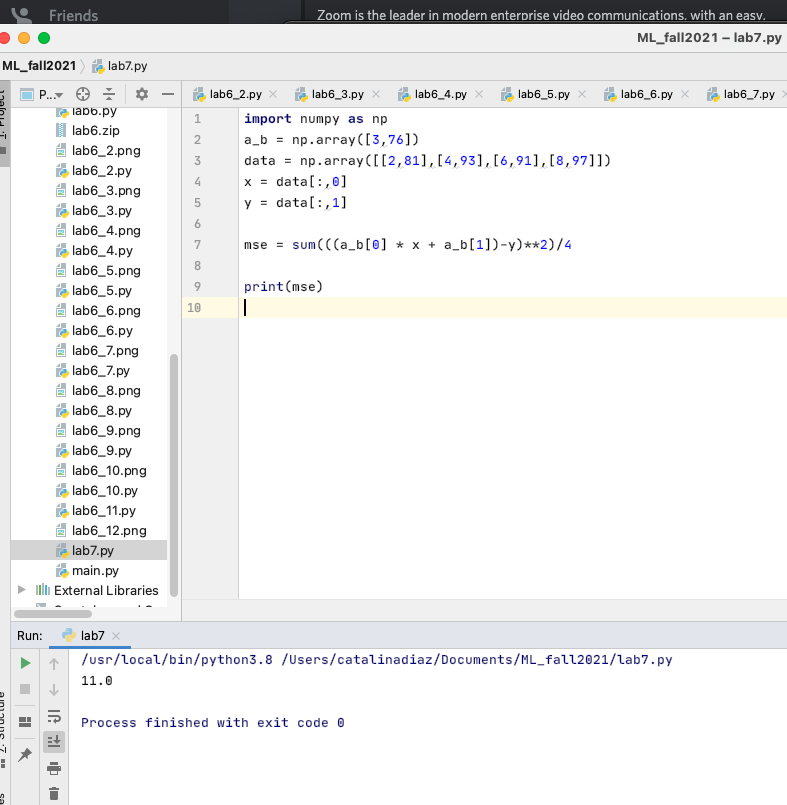 Friends
Zoom is the leader in modern enterprise video communications, with an easy,
ML_fall2021 – lab7.py
ML_fall2021 lab7.py
1: Project
P...
lab6_2.py
lab6_3.py
lab6_4.py
lab6_5.py
lab6_6.py
lab6_7.py
lab6.py
lab6.zip
lab6_2.png
lab6_2.py
lab6_3.png
lab6_3.py
lab6_4.png
lab6_4.py
lab6_5.png
lab6_5.py
lab6_6.png
lab6_6.py
lab6_7.png
lab6_7.py
lab6_8.png
lab6_8.py
lab6_9.png
lab6_9.py
lab6_10.png
lab6_10.py
lab6_11.py
lab6_12.png
lab7.py
main.py
External Libraries
1 import numpy as np
2 a_b = np.array([3,76])
3 data = np.array([[2,81],[4,93],[6,91],[8,97]])
4 x = data[:,0]
5 y = data[:,1]
6
7 mse = sum(((a_b[0] * x + a_b[1])-y)**2)/4
8
9 print(mse)
10
Run: lab7
/usr/local/bin/python3.8 /Users/catalinadiaz/Documents/ML_fall2021/lab7.py
11.0
Process finished with exit code 0
Z: Structure